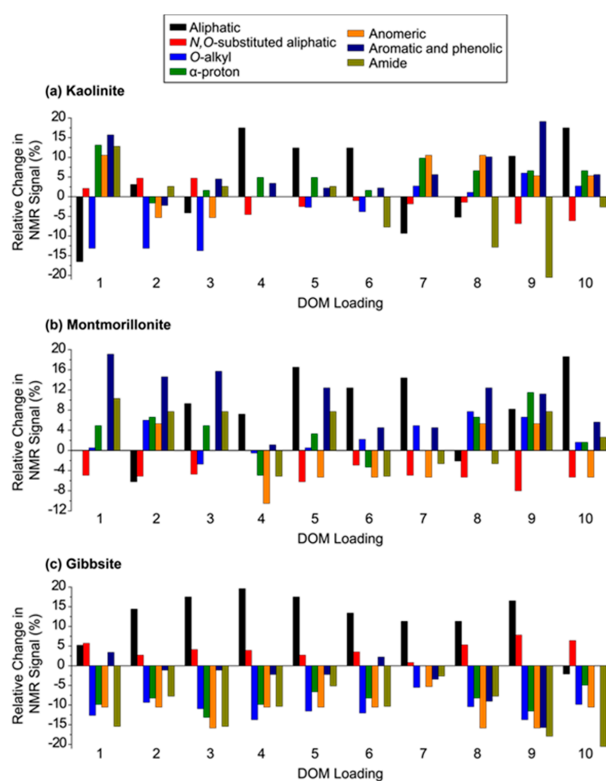 Aliphatic
N,O-substituted aliphatic
O-alkyl
α-proton
Anomeric
Aromatic and phenolic
Amide
(a) Kaolinite
Relative Change in
NMR Signal (%)
20
15
10
5
0
-5
-10
-15
-20
1 2 3 4 5 6 7 8 9 10
DOM Loading
(b) Montmorillonite
Relative Change in
NMR Signal (%)
20
16
12
8
4
0
-4
-8
-12
1 2 3 4 5 6 7 8 9 10
DOM Loading
(c) Gibbsite
Relative Change in
NMR Signal (%)
20
15
10
5
0
-5
-10
-15
-20
1 2 3 4 5 6 7 8 9 10
DOM Loading